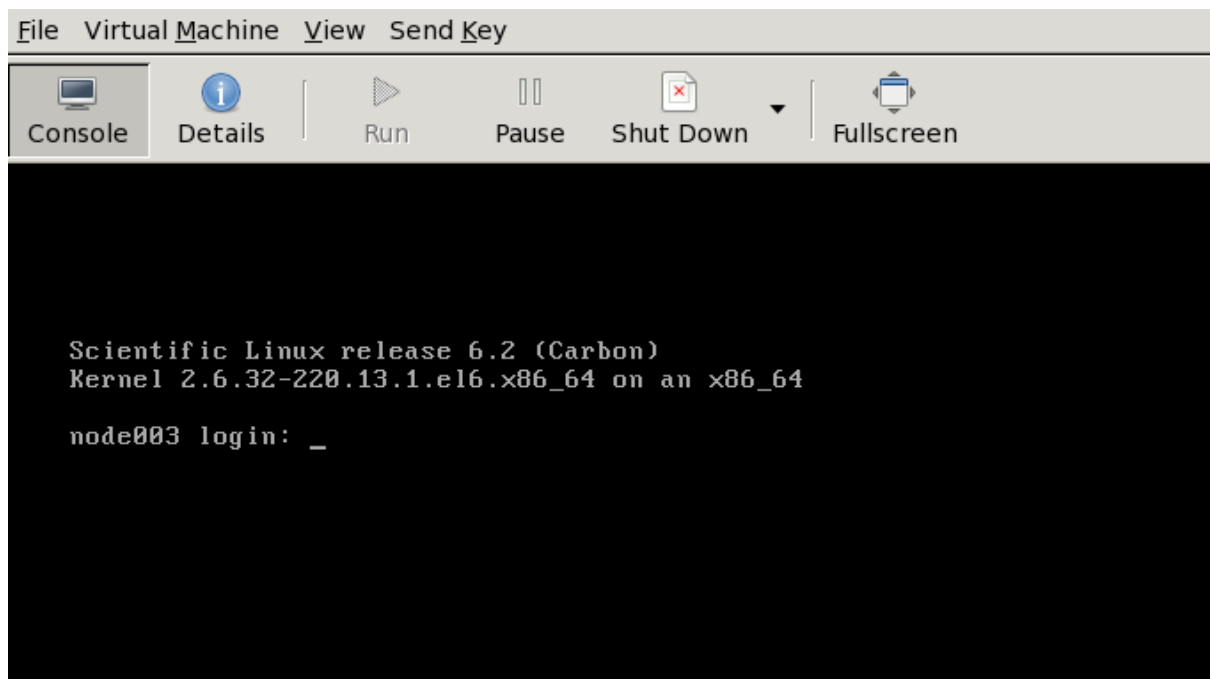 File Virtual Machine View Send Key
Console Details Run Pause Shut Down Fullscreen
Scientific Linux release 6.2 (Carbon)
Kernel 2.6.32-220.13.1.el6.x86_64 on an x86_64
node003 login: _